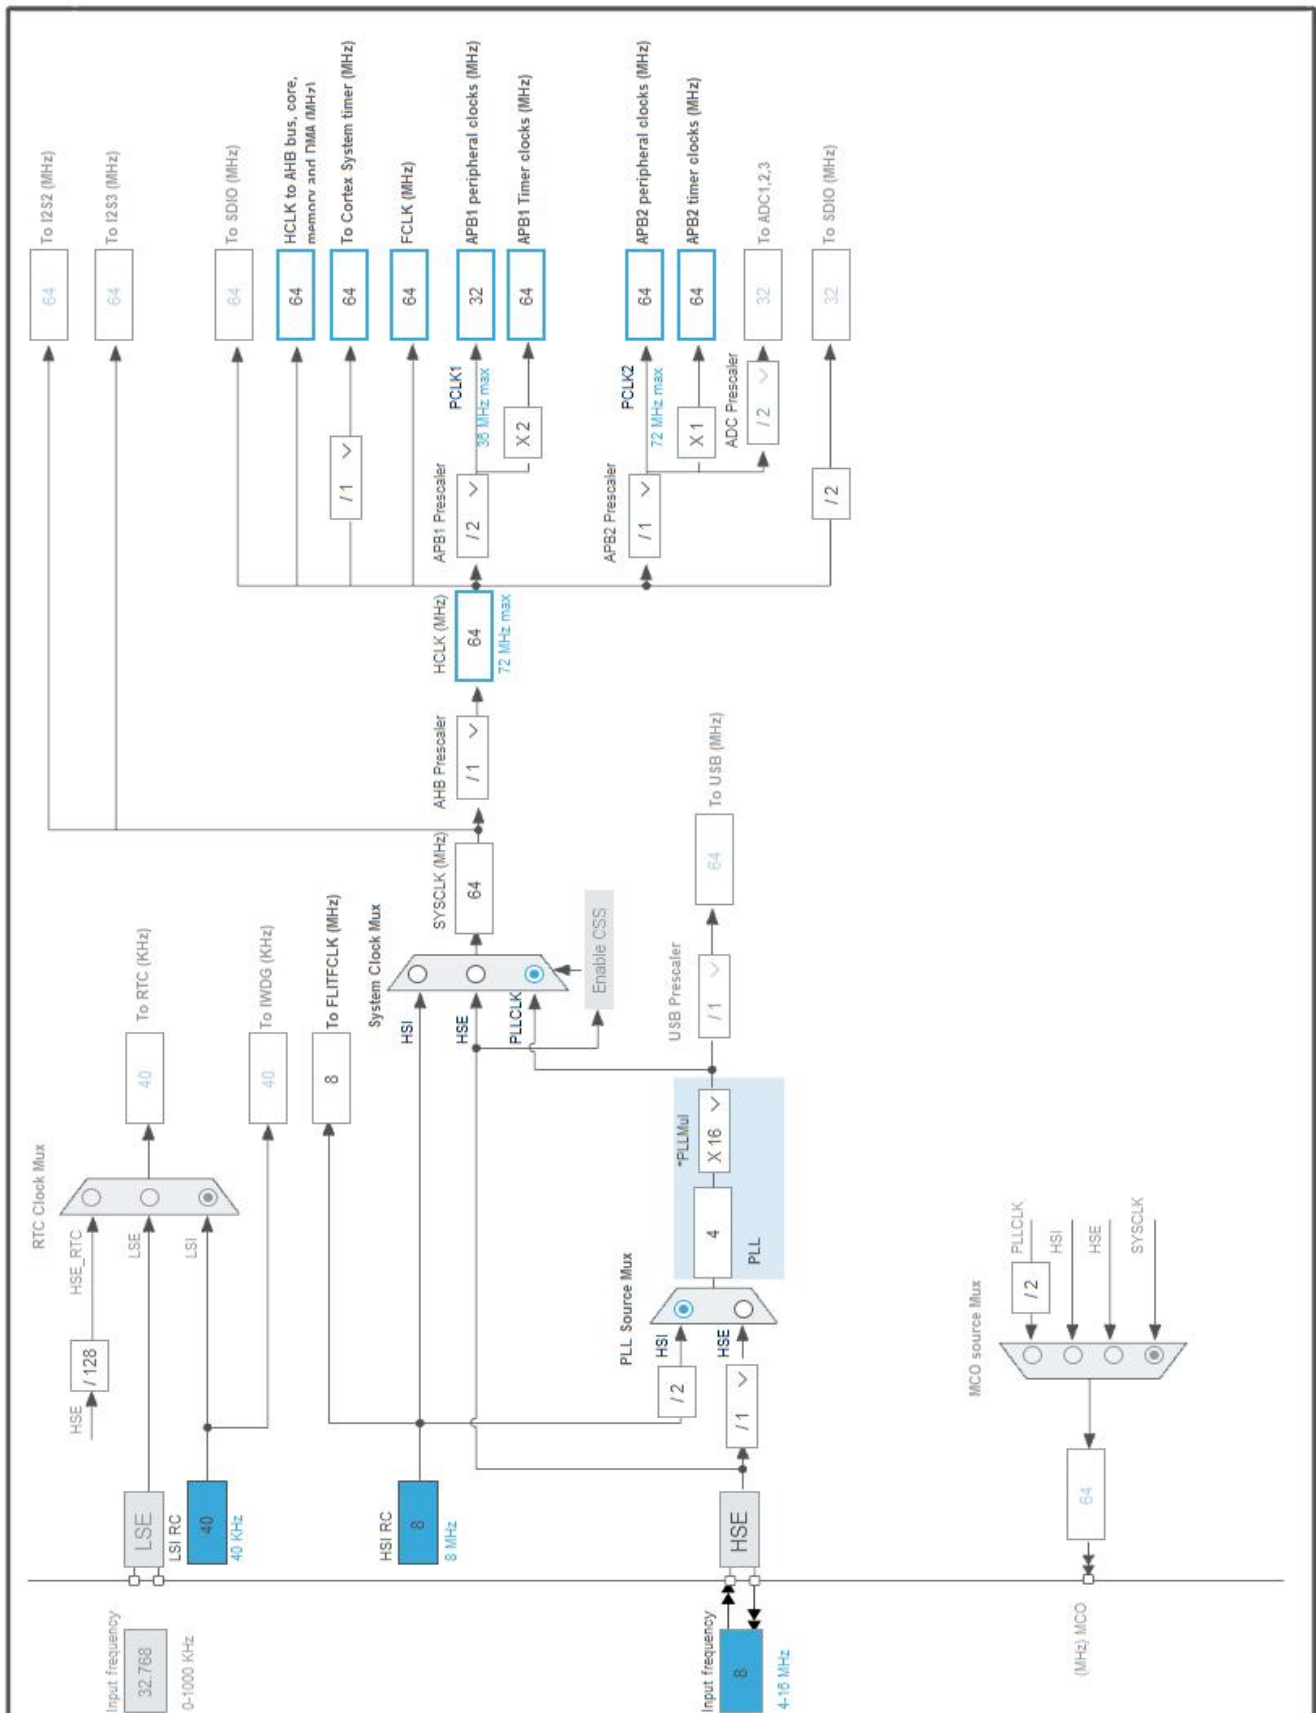 Input frequency
32.768
0-1000 KHz
LSE
LSI RC
40
40 KHz
HSE
/ 128
HSE_RTC
LSE
LSI
RTC Clock Mux
40
To RTC (KHz)
40
To IWDG (KHz)
8
To FLITFCLK (MHz)
HSI RC
8
8 MHz
Input frequency
8
4-16 MHz
HSE
/ 2
/ 1
HSI
HSE
PLL Source Mux
4
PLL
*PLLMul
X 16
USB Prescaler
/ 1
64
To USB (MHz)
System Clock Mux
HSI
HSE
PLLCLK
Enable CSS
SYSCLK (MHz)
64
AHB Prescaler
/ 1
HCLK (MHz)
64
72 MHz max
64
To I2S2 (MHz)
64
To I2S3 (MHz)
64
To SDIO (MHz)
64
HCLK to AHB bus, core,
memory and DMA (MHz)
/ 1
64
To Cortex System timer (MHz)
64
FCLK (MHz)
APB1 Prescaler
/ 2
PCLK1
36 MHz max
32
APB1 peripheral clocks (MHz)
X 2
64
APB1 Timer clocks (MHz)
APB2 Prescaler
/ 1
PCLK2
72 MHz max
64
APB2 peripheral clocks (MHz)
X 1
64
APB2 timer clocks (MHz)
ADC Prescaler
/ 2
32
To ADC1,2,3
/ 2
32
To SDIO (MHz)
MCO source Mux
PLLCLK
/ 2
HSI
HSE
SYSCLK
64
(MHz) MCO